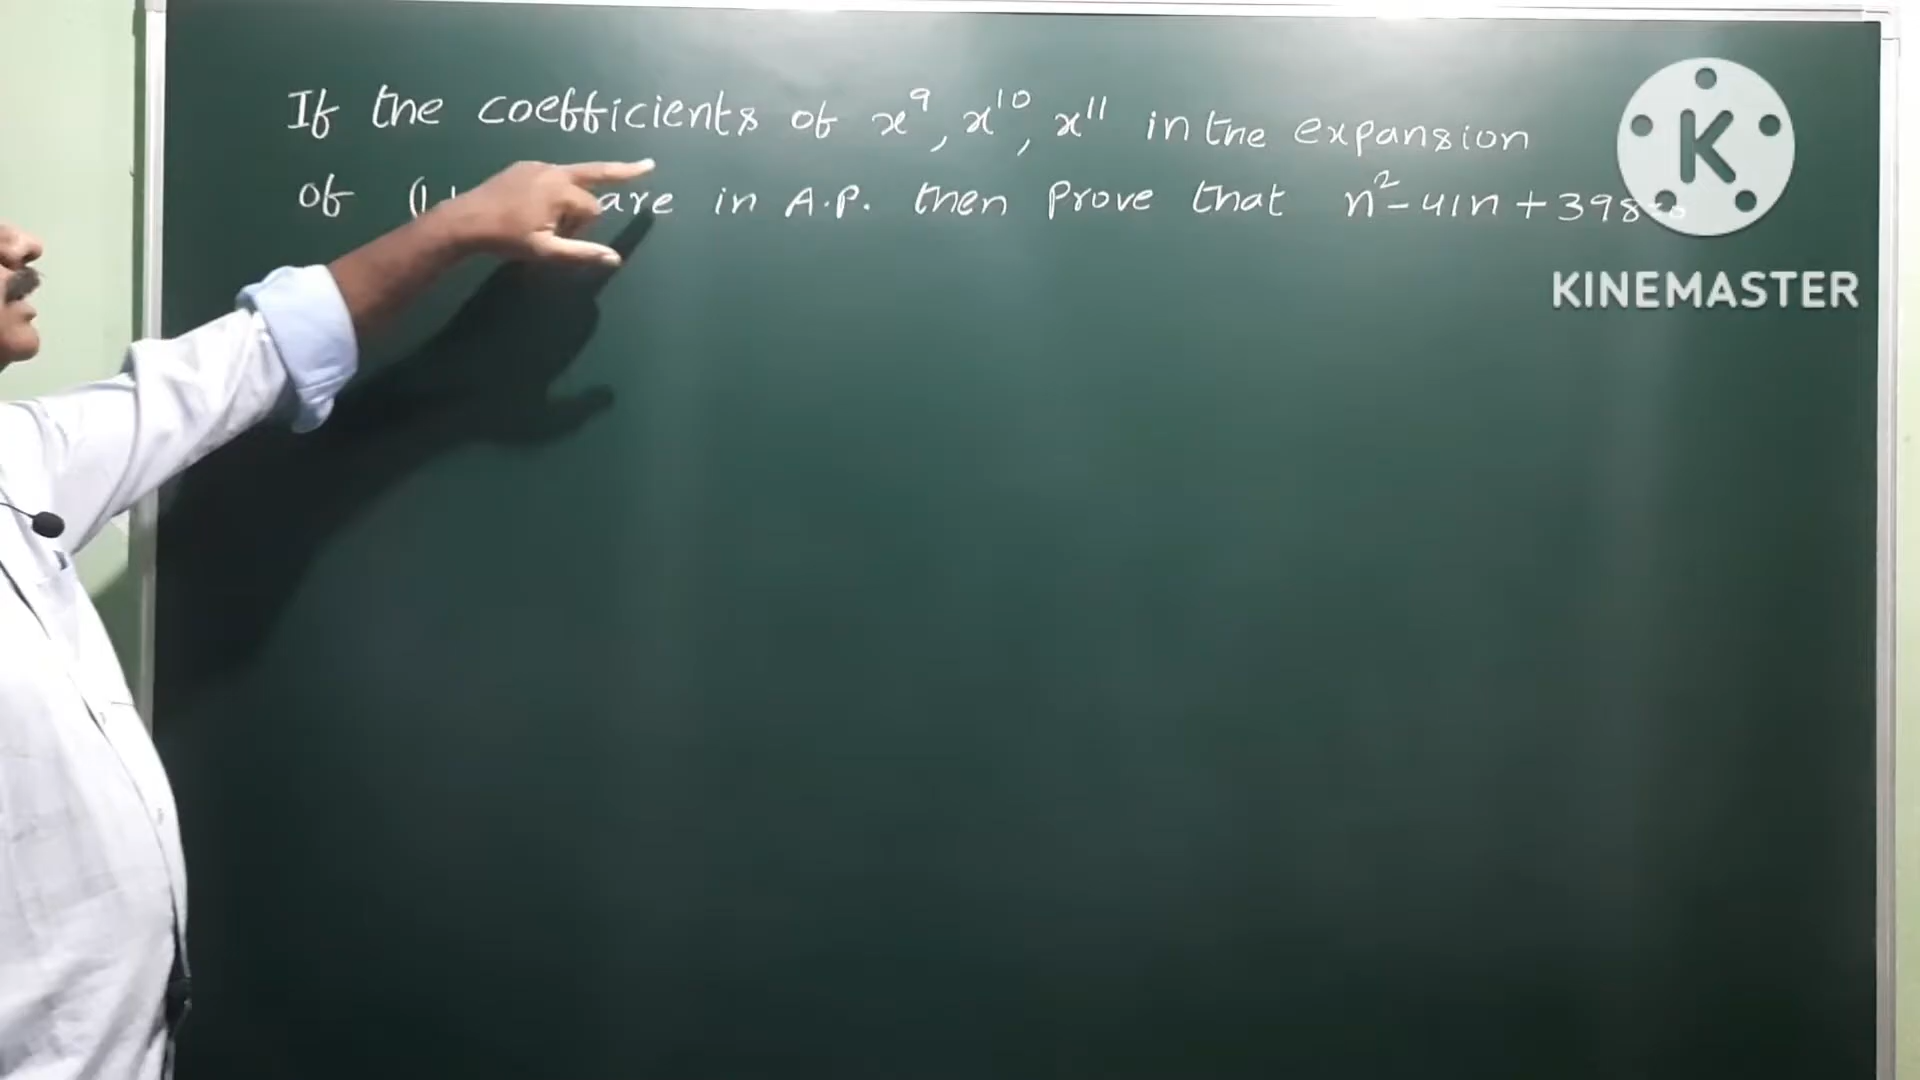 If the coefficients of x⁹, x¹⁰, x¹¹ in the expansion
of (1+ are in A.P. then prove that n² - 41n + 398 = 0
K
KINEMASTER